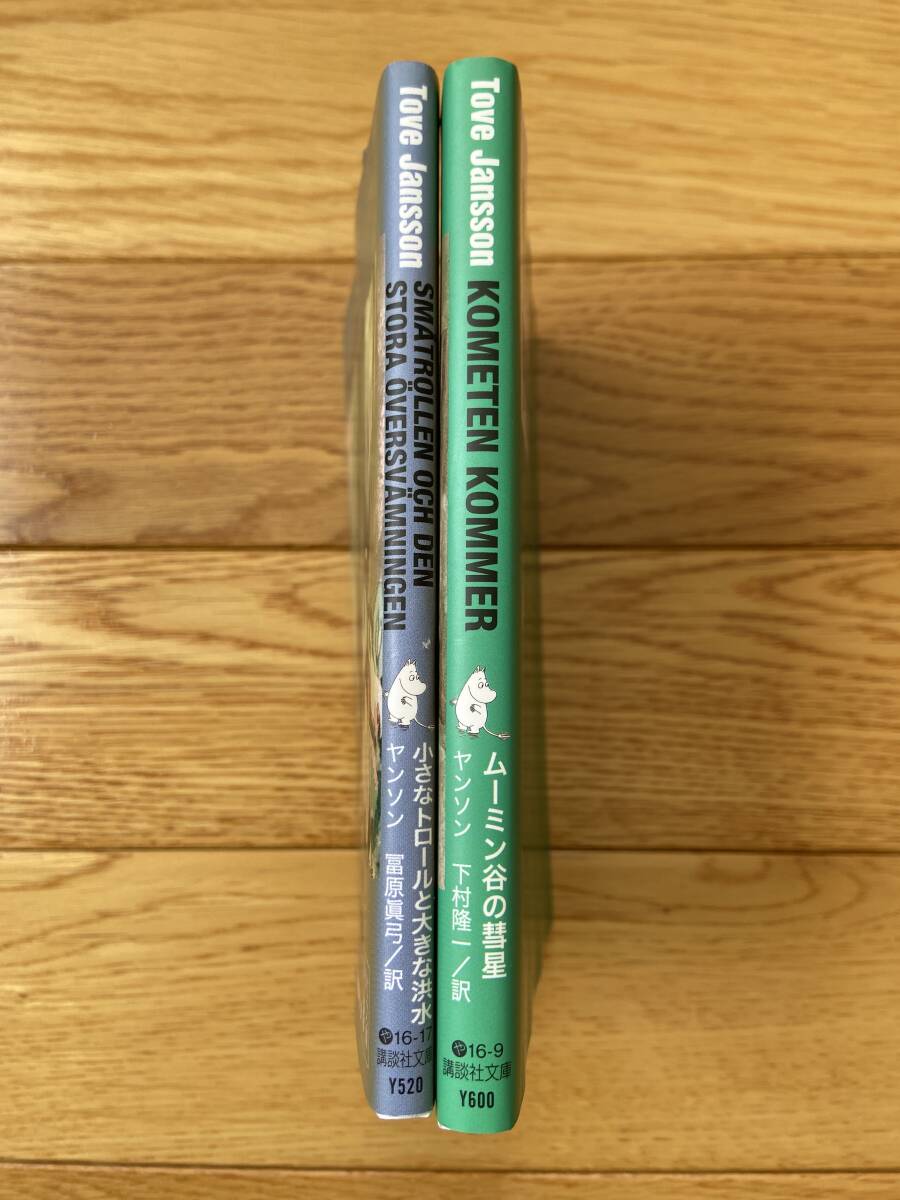 Tove Jansson
SMÅTROLLEN OCH DEN
STORA ÖVERSVÄMNINGEN
小さなトロールと大きな洪水
ヤンソン 冨原眞弓/訳
や16-17
講談社文庫
Y520
Tove Jansson
KOMETEN KOMMER
ムーミン谷の彗星
ヤンソン 下村隆一/訳
や16-9
講談社文庫
Y600